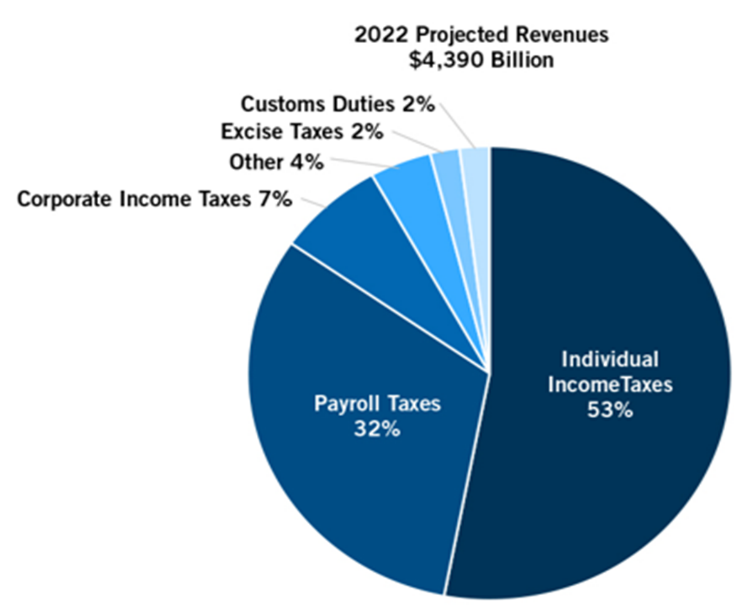 2022 Projected Revenues
$4,390 Billion
Customs Duties 2%
Excise Taxes 2%
Other 4%
Corporate Income Taxes 7%
Individual
IncomeTaxes
53%
Payroll Taxes
32%